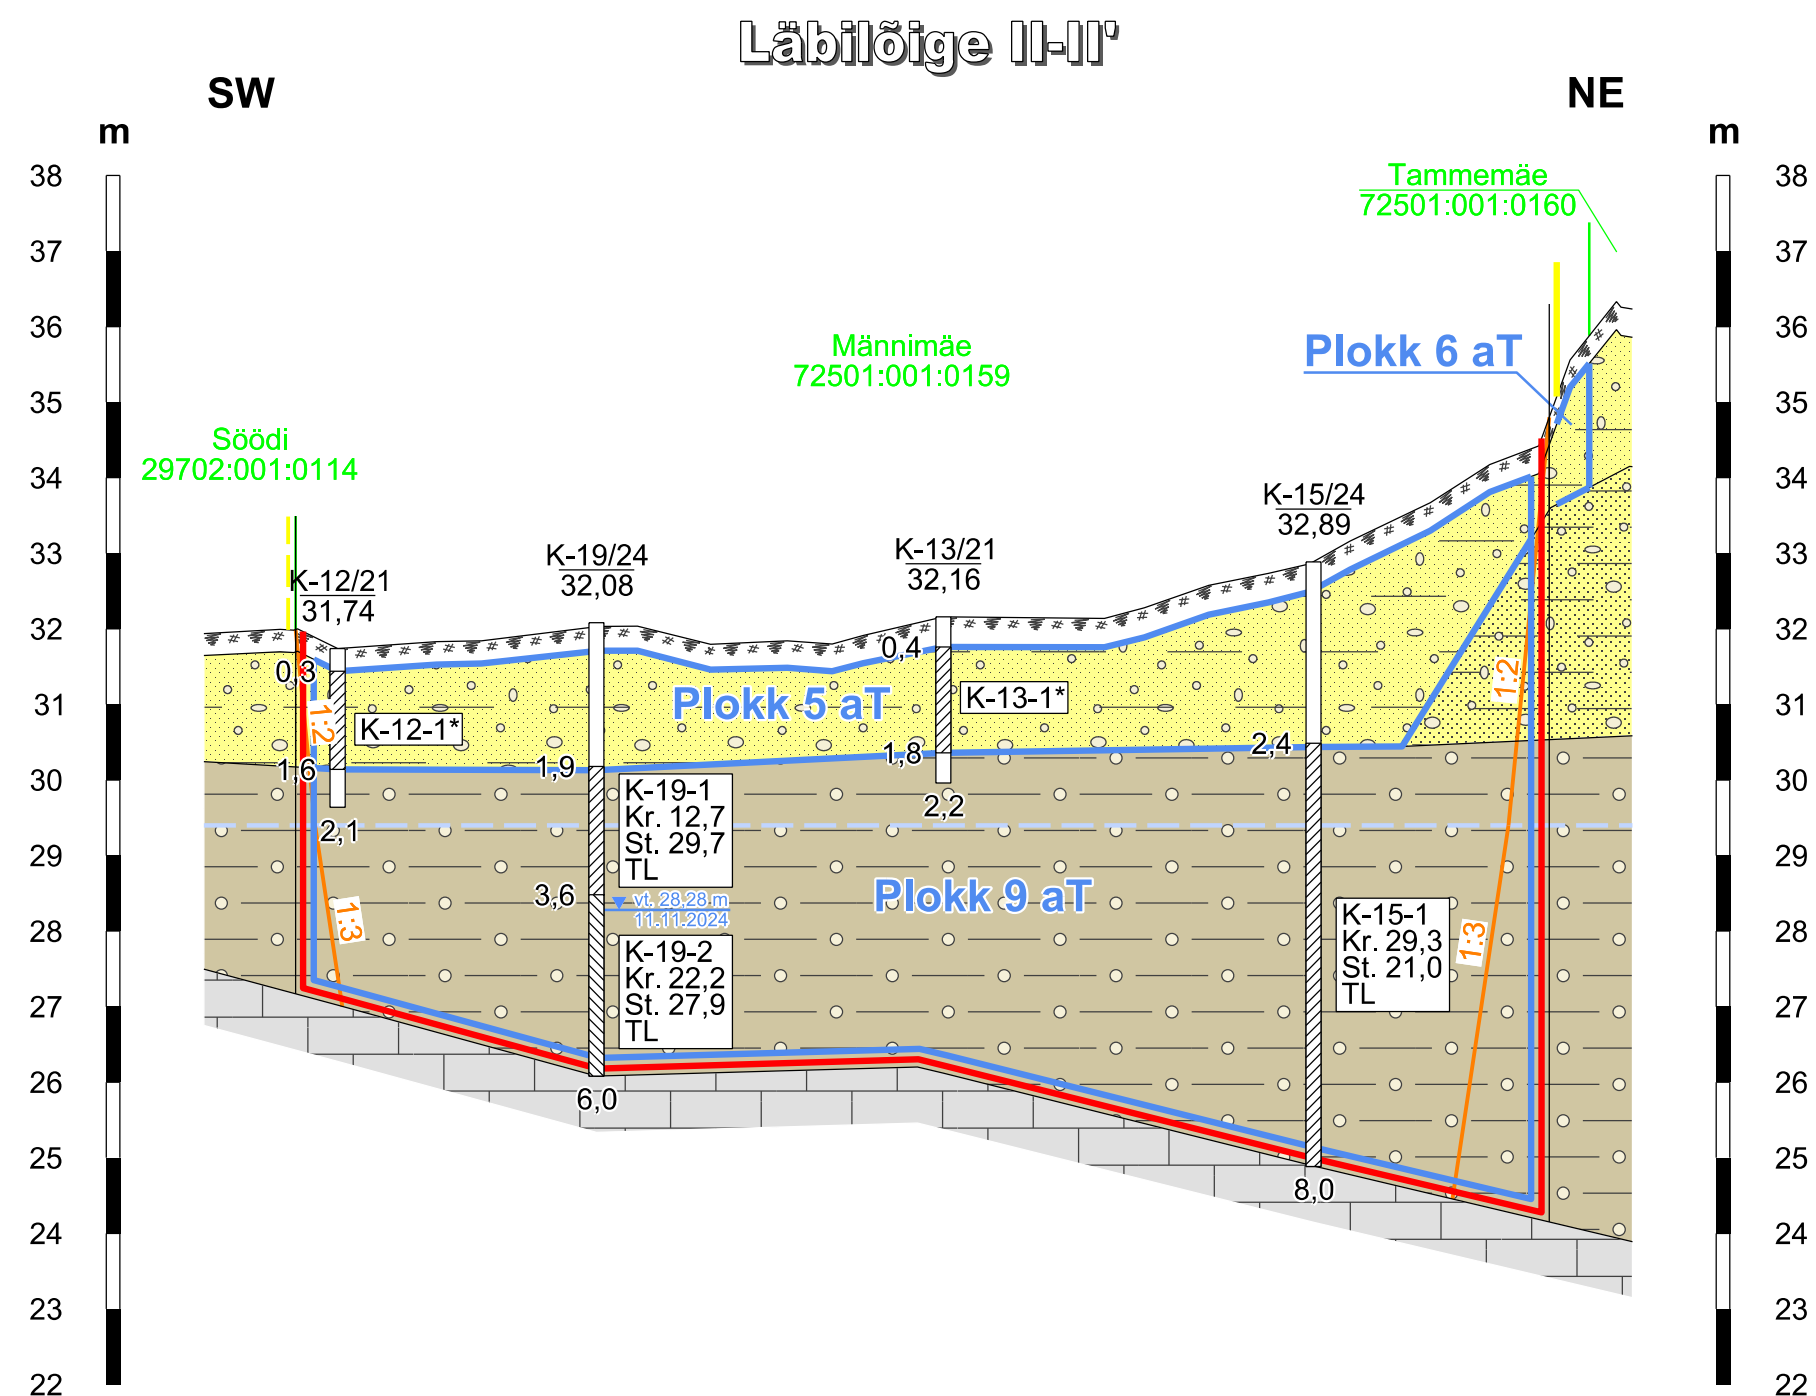 Läbilõige II-II'
SW
NE
m
m
38
37
36
35
34
33
32
31
30
29
28
27
26
25
24
23
22
38
37
36
35
34
33
32
31
30
29
28
27
26
25
24
23
22
Tammemäe
72501:001:0160
Männimäe
72501:001:0159
Plokk 6 aT
Söödi
29702:001:0114
K-12/21
31,74
K-19/24
32,08
K-13/21
32,16
K-15/24
32,89
0,3
1,6
2,1
1:2
1:3
K-12-1*
Plokk 5 aT
0,4
K-13-1*
1,8
2,2
1,9
K-19-1
Kr. 12,7
St. 29,7
TL
3,6
vt. 28,28 m
11.11.2024
K-19-2
Kr. 22,2
St. 27,9
TL
6,0
Plokk 9 aT
2,4
K-15-1
Kr. 29,3
St. 21,0
TL
8,0
1:2
1:3